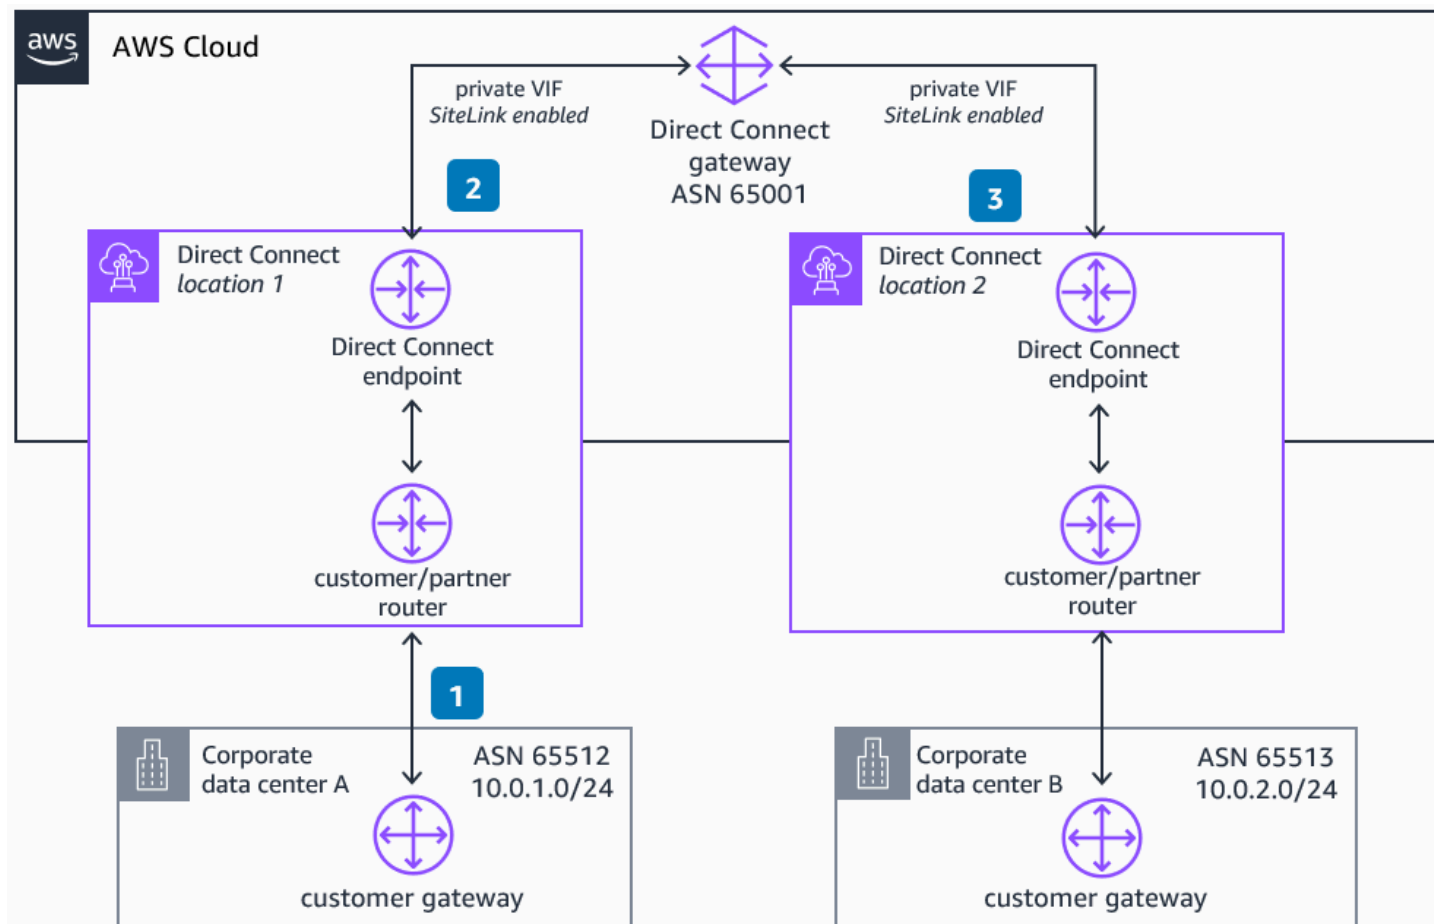 aws
AWS Cloud
private VIF
SiteLink enabled
private VIF
SiteLink enabled
Direct Connect
gateway
ASN 65001
2
3
Direct Connect
location 1
Direct Connect
endpoint
customer/partner
router
Direct Connect
location 2
Direct Connect
endpoint
customer/partner
router
1
Corporate
data center A
ASN 65512
10.0.1.0/24
customer gateway
Corporate
data center B
ASN 65513
10.0.2.0/24
customer gateway